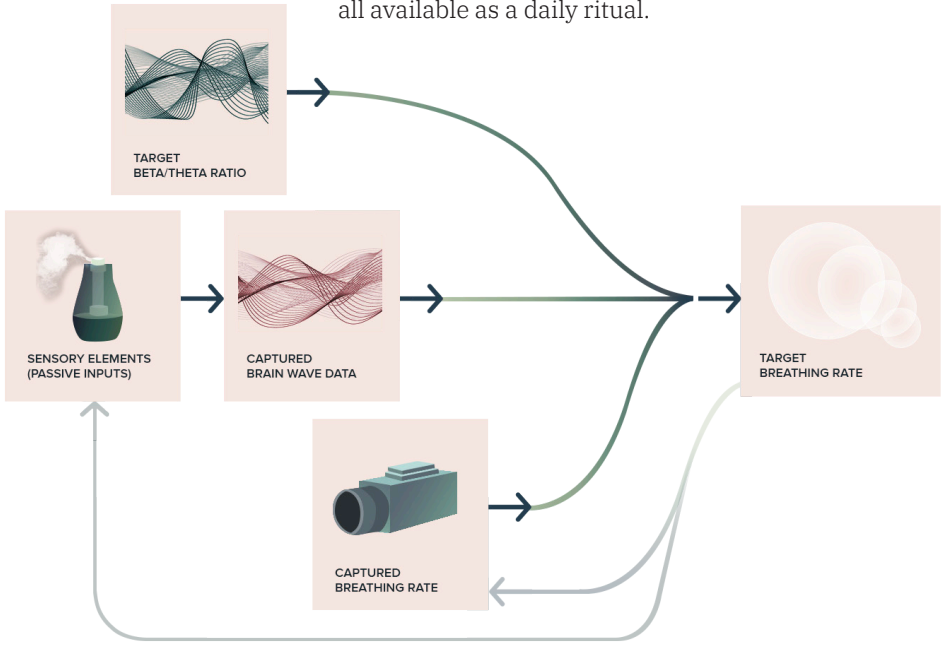 all available as a daily ritual.
TARGET
BETA/THETA RATIO
SENSORY ELEMENTS
(PASSIVE INPUTS)
CAPTURED
BRAIN WAVE DATA
TARGET
BREATHING RATE
CAPTURED
BREATHING RATE